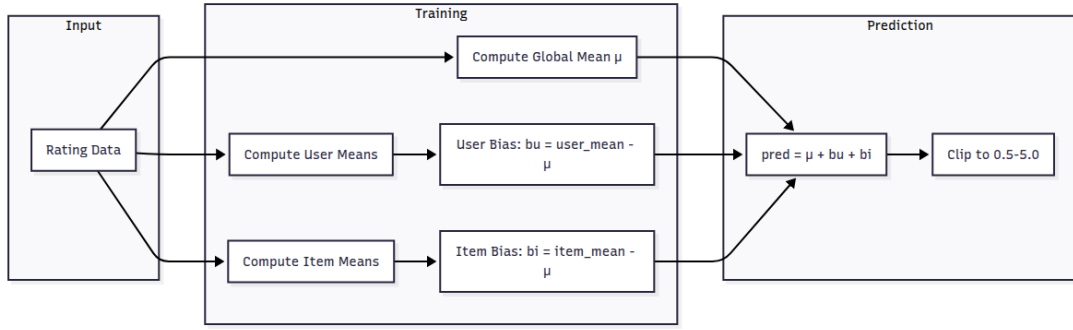 Input
Training
Prediction
Rating Data
Compute Global Mean μ
Compute User Means
User Bias: bu = user_mean -
μ
Compute Item Means
Item Bias: bi = item_mean -
μ
pred = μ + bu + bi
Clip to 0.5-5.0